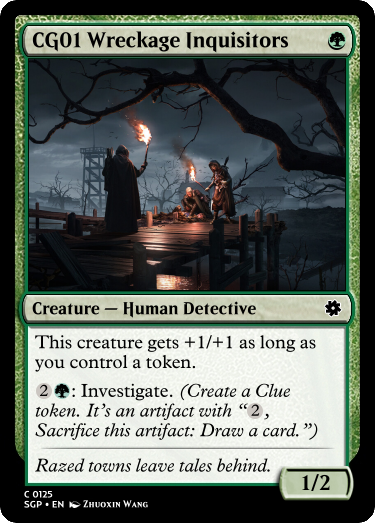 CG01 Wreckage Inquisitors
Creature — Human Detective
This creature gets +1/+1 as long as
you control a token.
2: Investigate. (Create a Clue
token. It's an artifact with “2,
Sacrifice this artifact: Draw a card.”)
Razed towns leave tales behind.
1/2
C 0125
SGP • EN Zhuoxin Wang